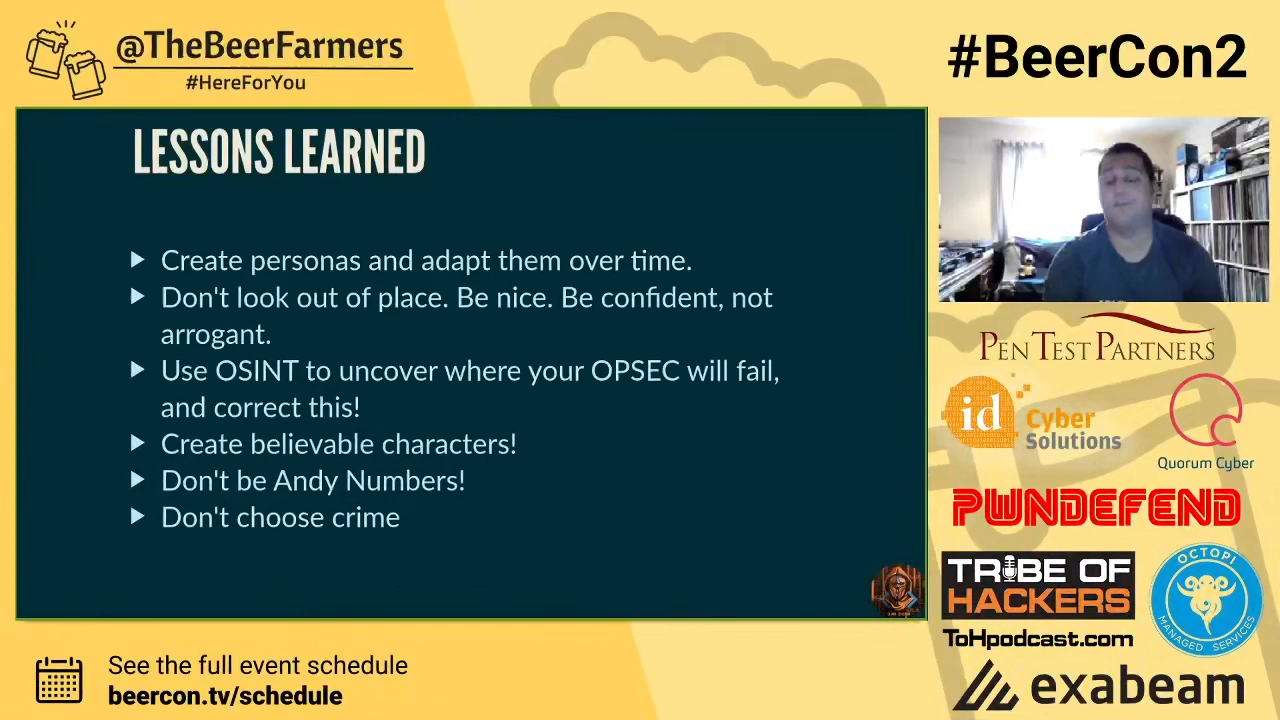 @TheBeerFarmers
#HereForYou
#BeerCon2
LESSONS LEARNED
Create personas and adapt them over time.
Don't look out of place. Be nice. Be confident, not
arrogant.
Use OSINT to uncover where your OPSEC will fail,
and correct this!
Create believable characters!
Don't be Andy Numbers!
Don't choose crime
PEN TEST PARTNERS
id Cyber
Solutions
Quorum Cyber
PWNDEFEND
TRIBE OF
HACKERS
ToHpodcast.com
OCTOPI
MANAGED SERVICES
exabeam
See the full event schedule
beercon.tv/schedule